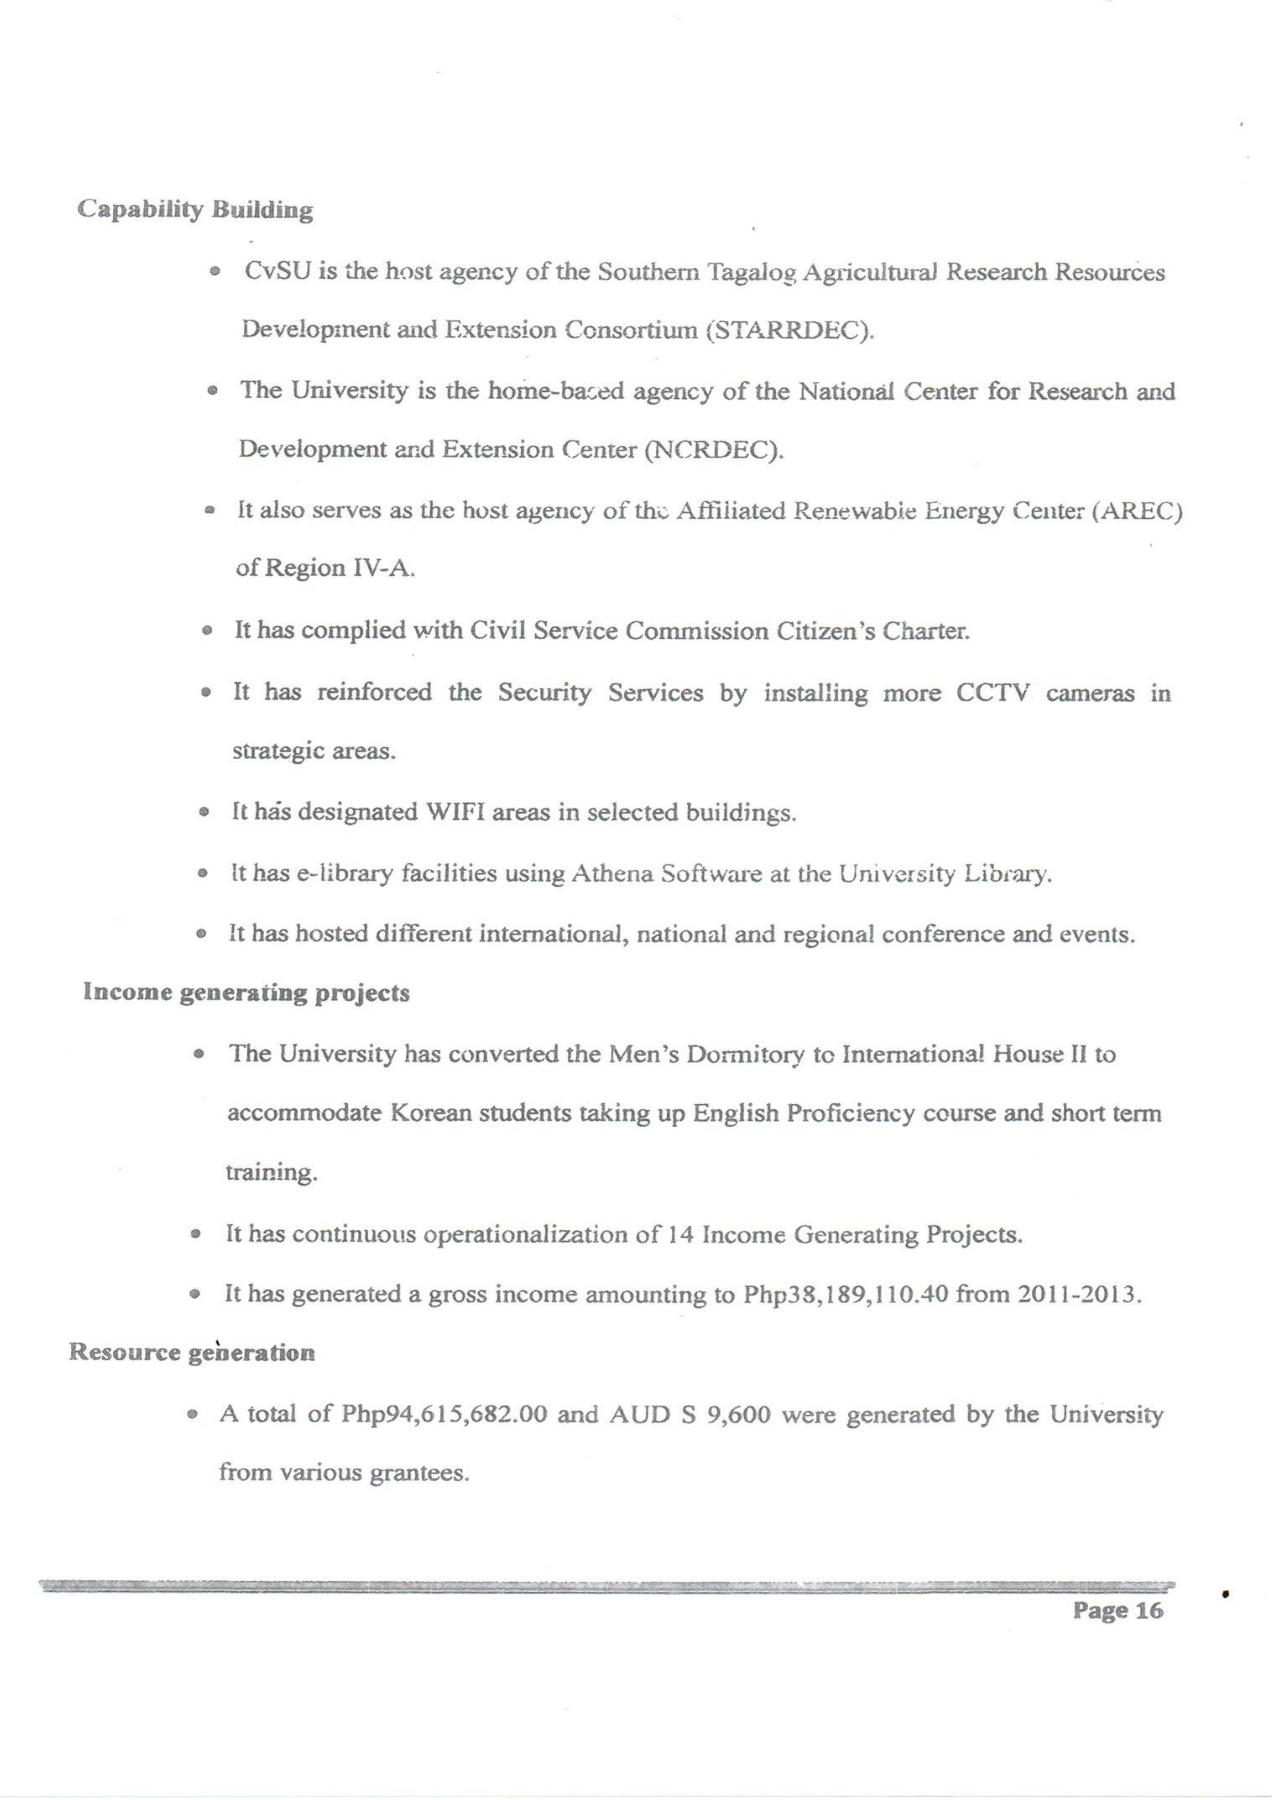 Capability Building
• CvSU is the host agency of the Southern Tagalog Agricultural Research Resources
Development and Extension Consortium (STARRDEC).
• The University is the home-based agency of the National Center for Research and
Development and Extension Center (NCRDEC).
• It also serves as the host agency of the Affiliated Renewable Energy Center (AREC)
of Region IV-A.
• It has complied with Civil Service Commission Citizen's Charter.
• It has reinforced the Security Services by installing more CCTV cameras in
strategic areas.
• It has designated WIFI areas in selected buildings.
• It has e-library facilities using Athena Software at the University Library.
• It has hosted different international, national and regional conference and events.
Income generating projects
• The University has converted the Men's Dormitory to International House II to
accommodate Korean students taking up English Proficiency course and short term
training.
• It has continuous operationalization of 14 Income Generating Projects.
• It has generated a gross income amounting to Php38,189,110.40 from 2011-2013.
Resource generation
• A total of Php94,615,682.00 and AUD S 9,600 were generated by the University
from various grantees.
Page 16